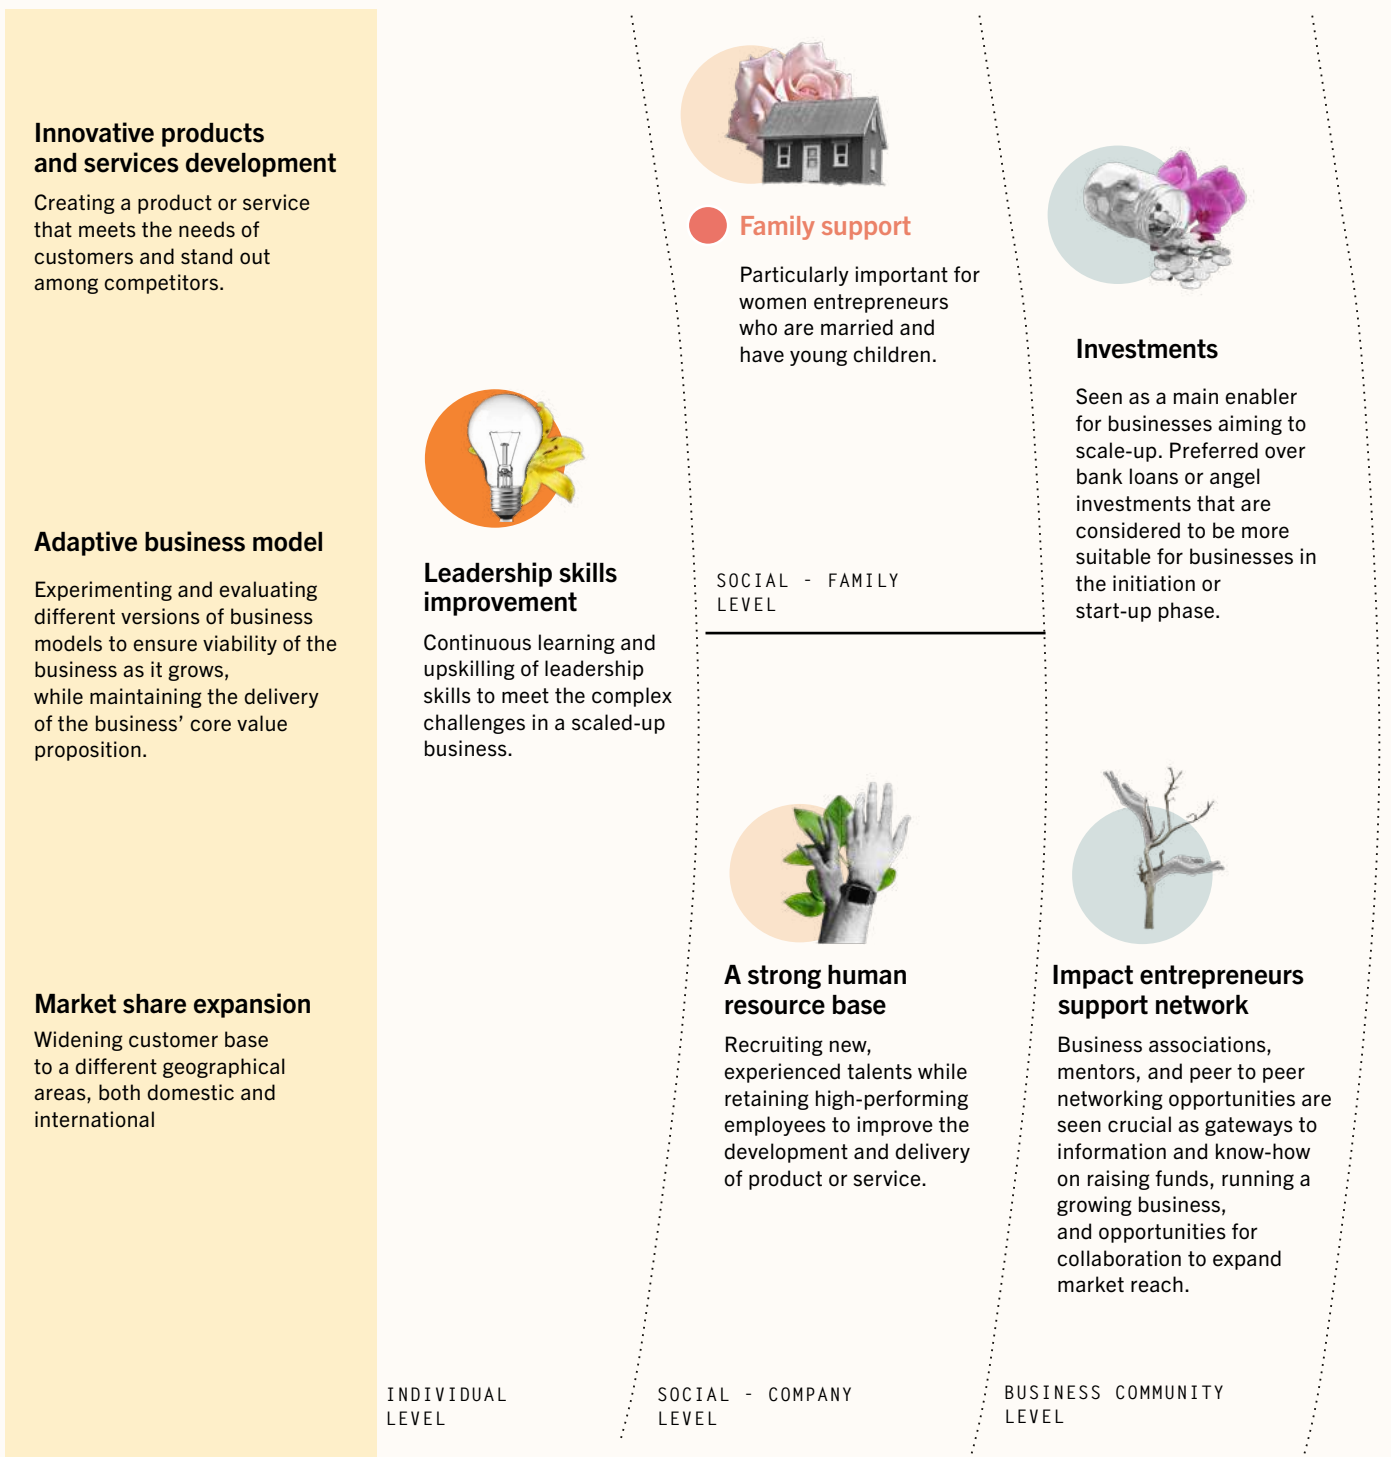 Innovative products
and services development
Creating a product or service
that meets the needs of
customers and stand out
among competitors.
Adaptive business model
Experimenting and evaluating
different versions of business
models to ensure viability of the
business as it grows,
while maintaining the delivery
of the business’ core value
proposition.
Market share expansion
Widening customer base
to a different geographical
areas, both domestic and
international
Leadership skills
improvement
Continuous learning and
upskilling of leadership
skills to meet the complex
challenges in a scaled-up
business.
INDIVIDUAL
LEVEL
Family support
Particularly important for
women entrepreneurs
who are married and
have young children.
SOCIAL - FAMILY
LEVEL
A strong human
resource base
Recruiting new,
experienced talents while
retaining high-performing
employees to improve the
development and delivery
of product or service.
SOCIAL - COMPANY
LEVEL
Investments
Seen as a main enabler
for businesses aiming to
scale-up. Preferred over
bank loans or angel
investments that are
considered to be more
suitable for businesses in
the initiation or
start-up phase.
Impact entrepreneurs
support network
Business associations,
mentors, and peer to peer
networking opportunities are
seen crucial as gateways to
information and know-how
on raising funds, running a
growing business,
and opportunities for
collaboration to expand
market reach.
BUSINESS COMMUNITY
LEVEL